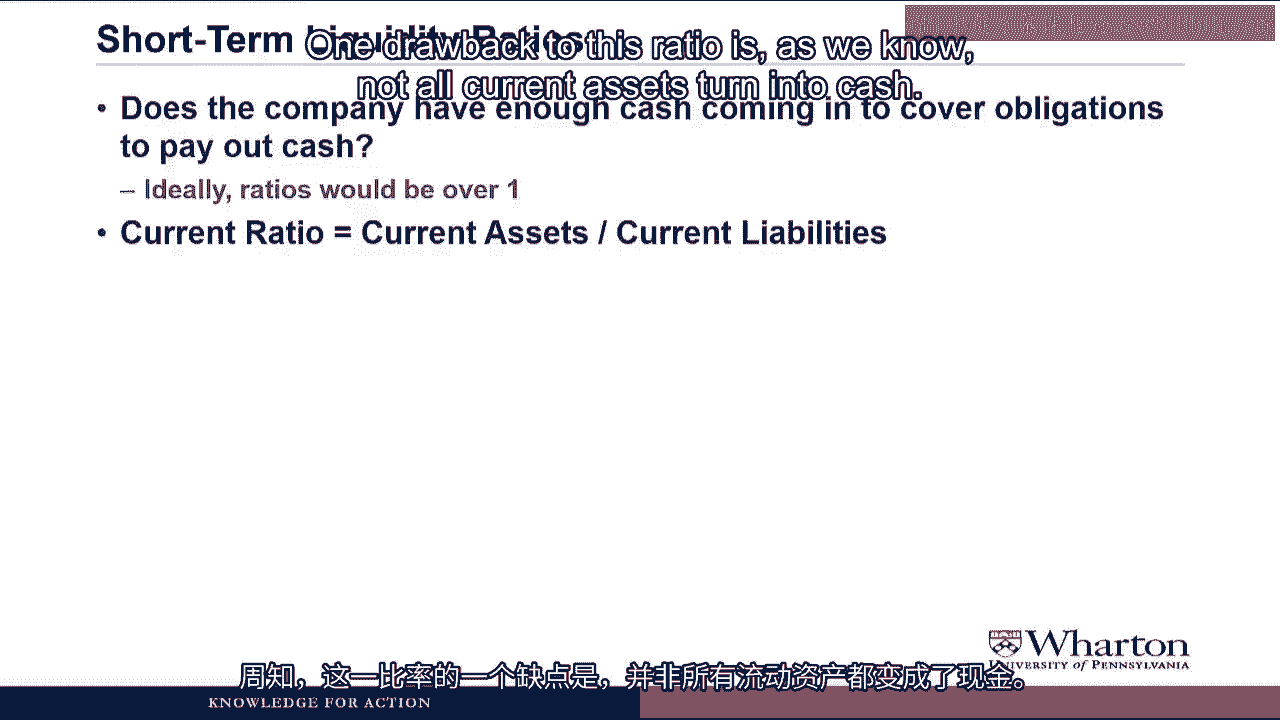 Short-Term Liquidity Ratios
One drawback to this ratio is, as we know,
not all current assets turn into cash.
• Does the company have enough cash coming in to cover obligations
to pay out cash?
– Ideally, ratios would be over 1
• Current Ratio = Current Assets / Current Liabilities
Wharton
UNIVERSITY of PENNSYLVANIA
周知，这一比率的一个缺点是，并非所有流动资产都变成了现金。
KNOWLEDGE FOR ACTION